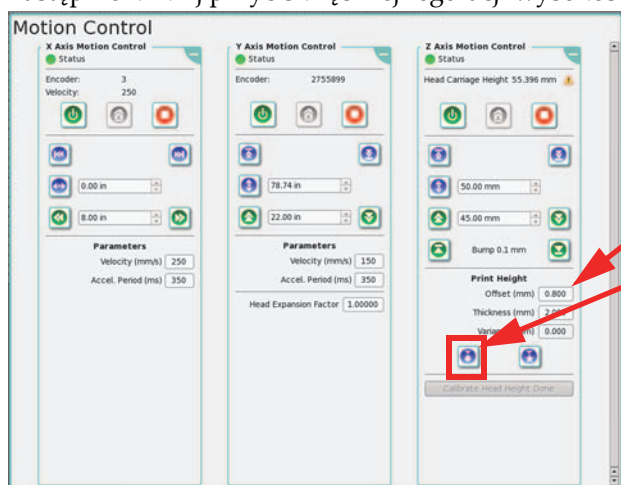 Motion Control
X Axis Motion Control
Status
Encoder: 3
Velocity: 250
0.00 in
8.00 in
Parameters
Velocity (mm/s) 250
Accel. Period (ms) 350
Y Axis Motion Control
Status
Encoder: 2755899
78.74 in
22.00 in
Parameters
Velocity (mm/s) 150
Accel. Period (ms) 350
Head Expansion Factor 1.00000
Z Axis Motion Control
Status
Head Carriage Height 55.396 mm
50.00 mm
45.00 mm
Bump 0.1 mm
Print Height
Offset (mm) 0.800
Thickness (mm)
0.000
Calibrate Head Height Done